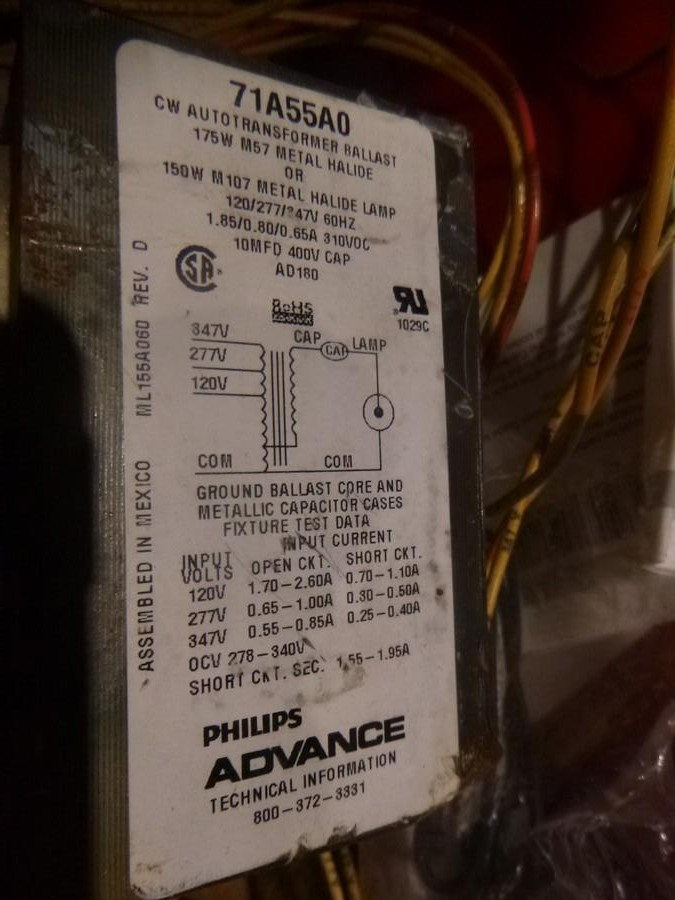 71A55A0
CW AUTOTRANSFORMER BALLAST
175W M57 METAL HALIDE
OR
150W M107 METAL HALIDE LAMP
120/277/347V 60HZ
1.85/0.80/0.65A 310VOC
10MFD 400V CAP
AD180
SA
RoHS
UL
1029C
347V
277V
120V
CAP
CAP
LAMP
COM
COM
GROUND BALLAST CORE AND
METALLIC CAPACITOR CASES
FIXTURE TEST DATA
INPUT CURRENT
INPUT VOLTS OPEN CKT. SHORT CKT.
120V 1.70-2.60A 0.70-1.10A
277V 0.65-1.00A 0.30-0.50A
347V 0.55-0.85A 0.25-0.40A
OCV 278-340V
SHORT CKT. SEC. 1.55-1.95A
PHILIPS
ADVANCE
TECHNICAL INFORMATION
800-372-3331
ASSEMBLED IN MEXICO ML155A060 REV. D
CAP